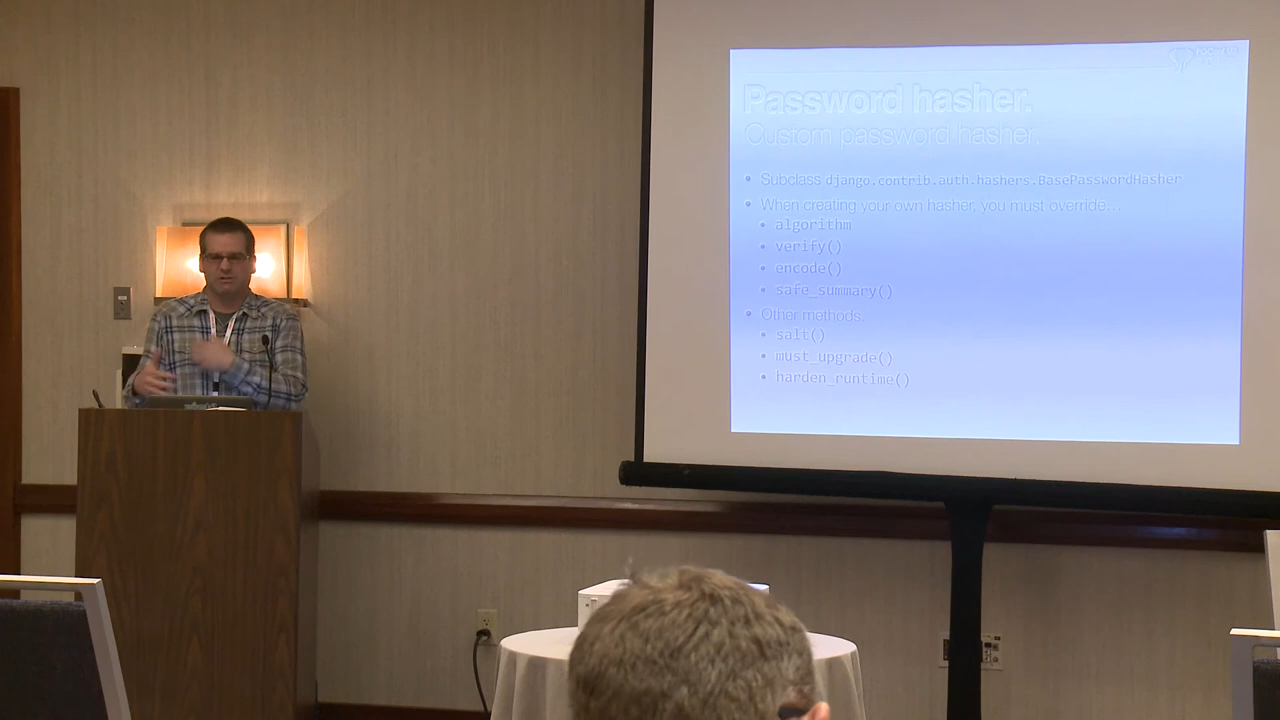 Password hasher.
Custom password hasher.
• Subclass django.contrib.auth.hashers.BasePasswordHasher
• When creating your own hasher, you must override…
• algorithm
• verify()
• encode()
• safe_summary()
• Other methods.
• salt()
• must_upgrade()
• harden_runtime()